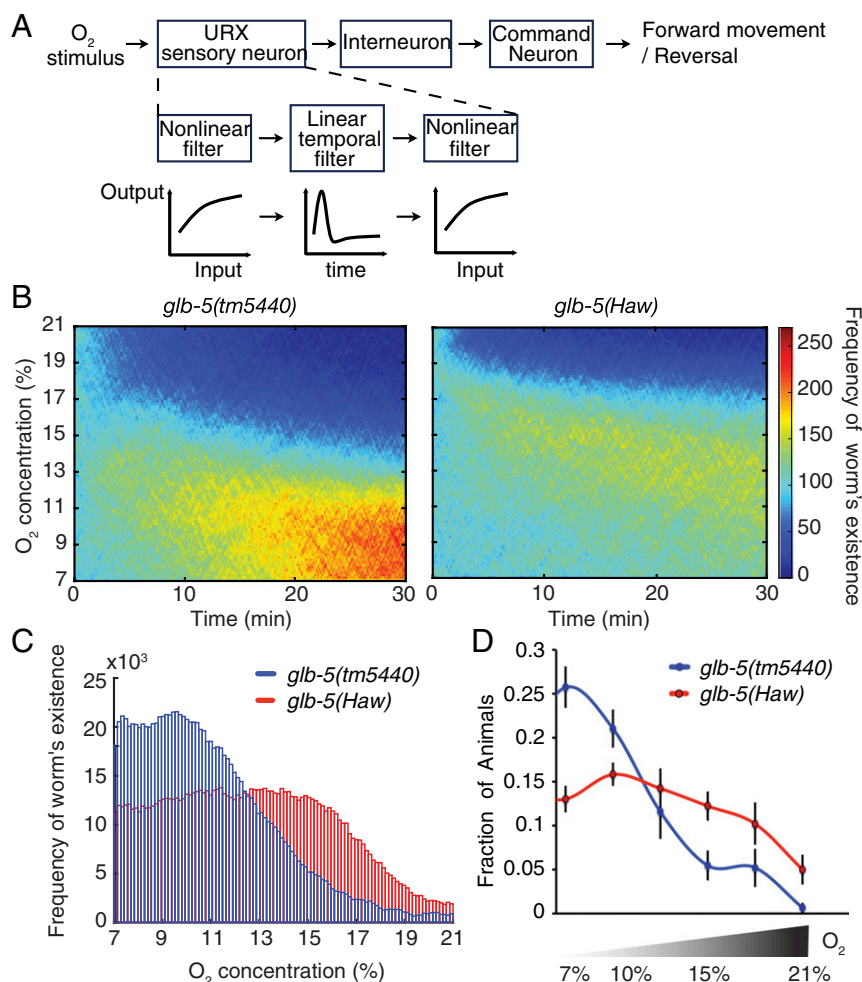 A
O2 stimulus
URX sensory neuron
Interneuron
Command Neuron
Forward movement / Reversal
Nonlinear filter
Linear temporal filter
Nonlinear filter
Output
Input
time
Input
B
glb-5(tm5440)
glb-5(Haw)
21
19
17
15
13
11
9
7
O2 concentration (%)
0
10
20
30
Time (min)
0
10
20
30
Time (min)
250
200
150
100
50
0
Frequency of worm's existence
C
x10³
25
20
15
10
5
0
Frequency of worm's existence
glb-5(tm5440)
glb-5(Haw)
7
9
11
13
15
17
19
21
O2 concentration (%)
D
0.3
0.25
0.2
0.15
0.1
0.05
0
Fraction of Animals
glb-5(tm5440)
glb-5(Haw)
O2
7%
10%
15%
21%